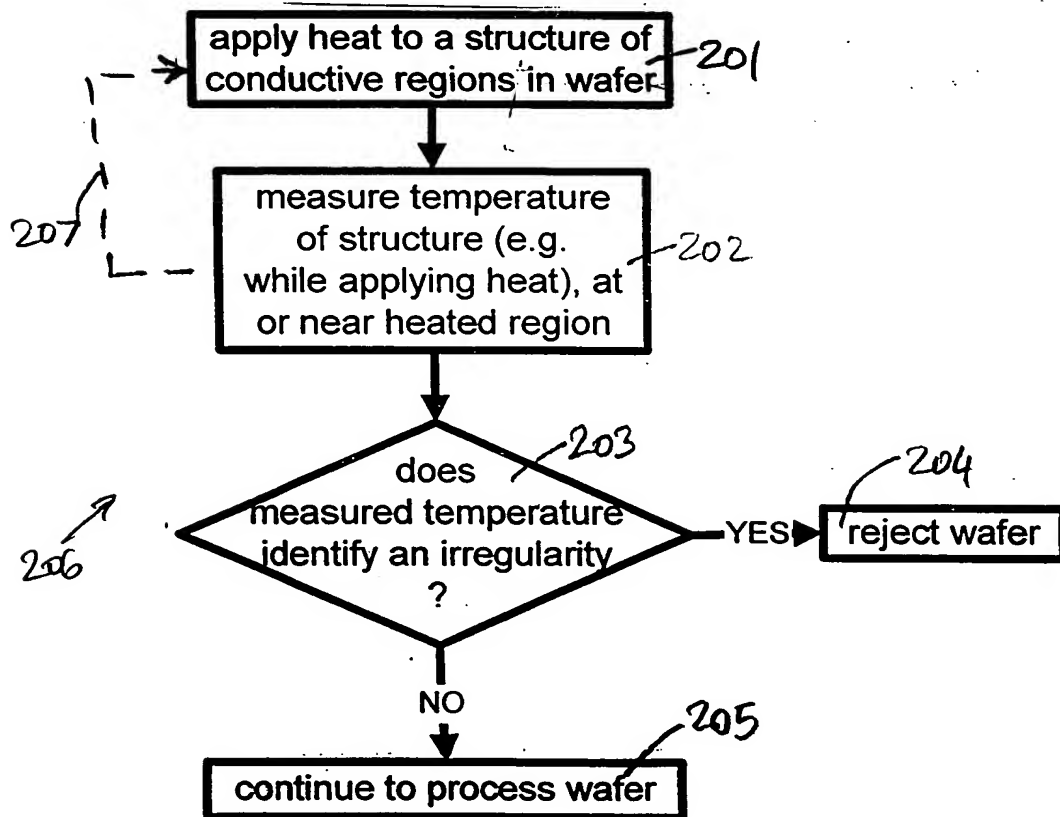 apply heat to a structure of
conductive regions in wafer
201
measure temperature
of structure (e.g.
while applying heat), at
or near heated region
202
207
does
measured temperature
identify an irregularity
?
203
206
YES
204
reject wafer
NO
205
continue to process wafer